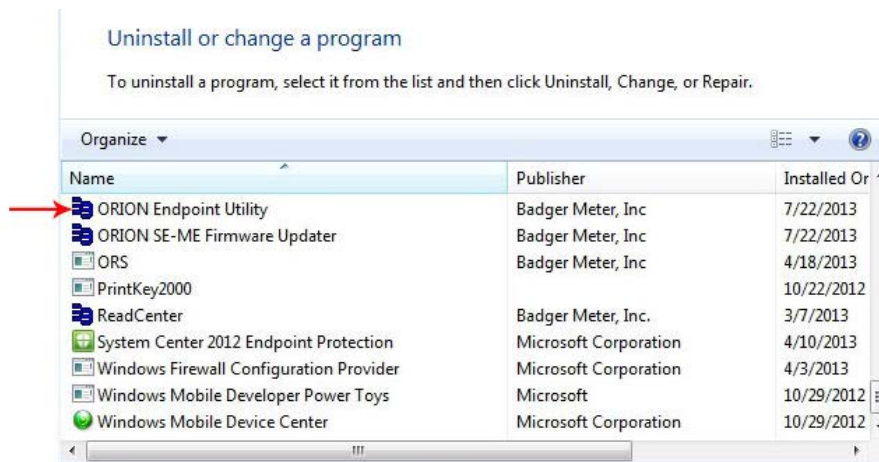 Uninstall or change a program
To uninstall a program, select it from the list and then click Uninstall, Change, or Repair.
Organize
Name Publisher Installed Or
ORION Endpoint Utility Badger Meter, Inc 7/22/2013
ORION SE-ME Firmware Updater Badger Meter, Inc 7/22/2013
ORS Badger Meter, Inc 4/18/2013
PrintKey2000 10/22/2012
ReadCenter Badger Meter, Inc. 3/7/2013
System Center 2012 Endpoint Protection Microsoft Corporation 4/10/2013
Windows Firewall Configuration Provider Microsoft Corporation 4/3/2013
Windows Mobile Developer Power Toys Microsoft 10/29/2012
Windows Mobile Device Center Microsoft Corporation 10/29/2012